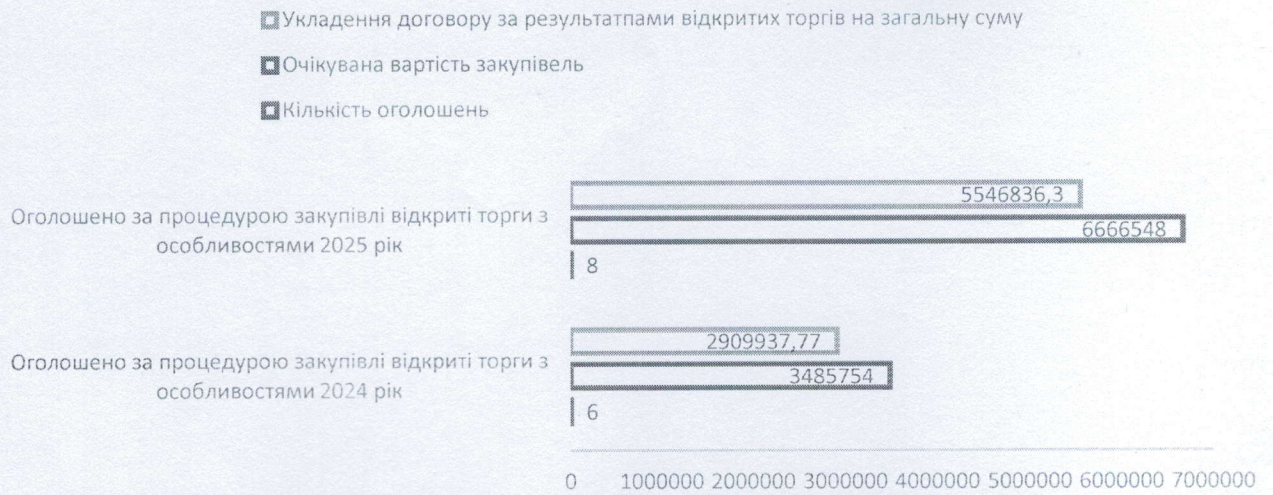 Укладення договору за результатпами відкритих торгів на загальну суму
Очікувана вартість закупівель
Кількість оголошень
5546836,3
Оголошено за процедурою закупівлі відкриті торги з
особливостями 2025 рік
6666548
8
2909937,77
Оголошено за процедурою закупівлі відкриті торги з
особливостями 2024 рік
3485754
6
0 1000000 2000000 3000000 4000000 5000000 6000000 7000000